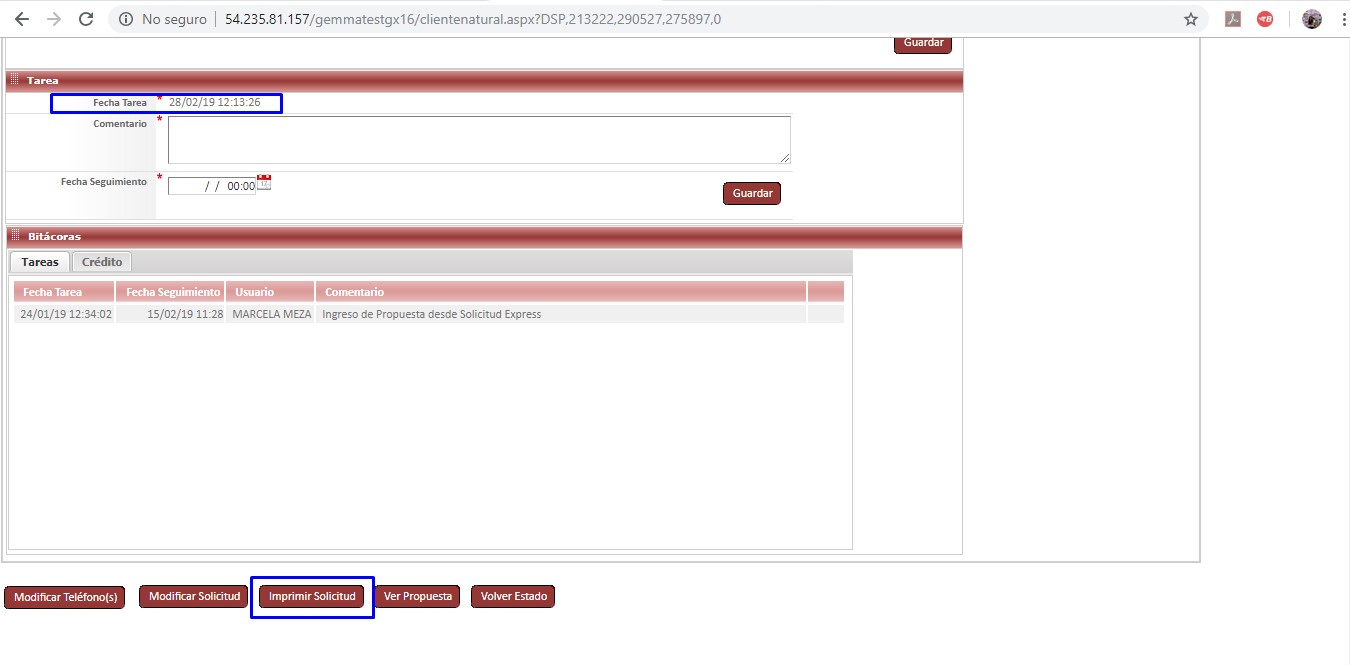 No seguro
54.235.81.157/gemmatestgx16/clientenatural.aspx?DSP,213222,290527,275897,0
Guardar
Tarea
Fecha Tarea * 28/02/19 12:13:26
Comentario *
Fecha Seguimiento * / / 00:00
Guardar
Bitácoras
Tareas Crédito
Fecha Tarea Fecha Seguimiento Usuario Comentario
24/01/19 12:34:02 15/02/19 11:28 MARCELA MEZA Ingreso de Propuesta desde Solicitud Express
Modificar Teléfono(s) Modificar Solicitud Imprimir Solicitud Ver Propuesta Volver Estado